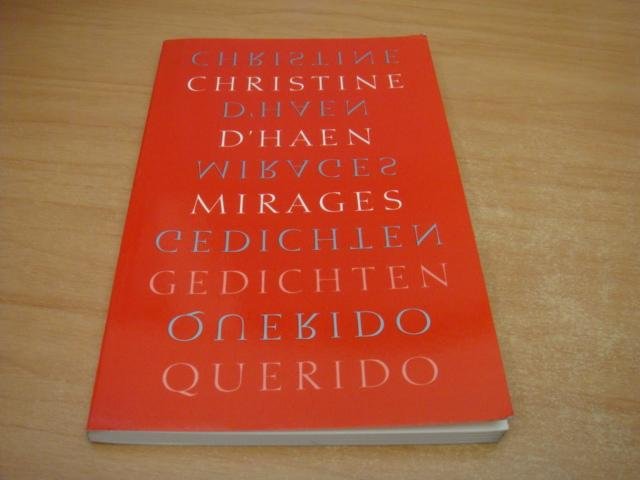 CHRISTINE
CHRISTINE
D'HAEN
D'HAEN
MIRAGES
MIRAGES
GEDICHTEN
GEDICHTEN
QUERIDO
QUERIDO